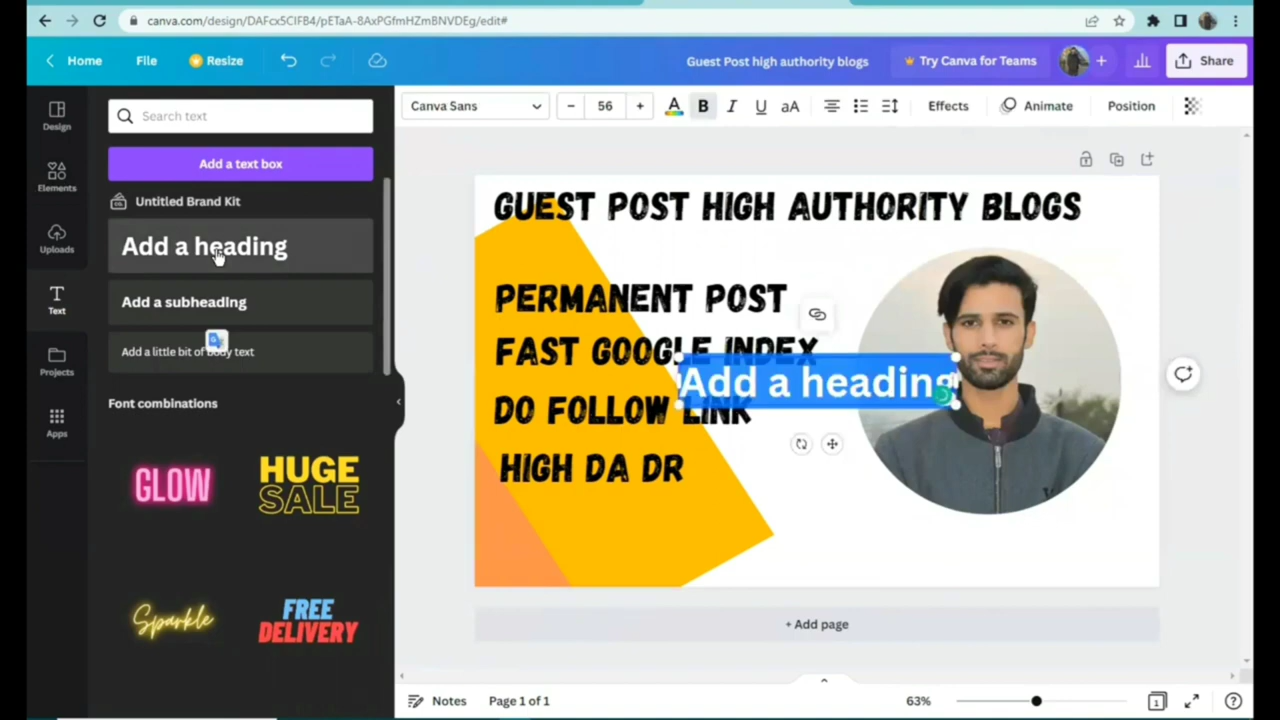 canva.com/design/DAFcx5CIFB4/pETaA-8AxPGfmHZmBNVDEg/edit#
Home File Resize Guest Post high authority blogs Try Canva for Teams + Share
Canva Sans - 56 + A B I U aA Effects Animate Position
Design
Elements
Uploads
Text
Projects
Apps
Search text
Add a text box
Untitled Brand Kit
Add a heading
Add a subheading
Add a little bit of body text
Font combinations
GLOW
HUGE
SALE
Sparkle
FREE
DELIVERY
GUEST POST HIGH AUTHORITY BLOGS
PERMANENT POST
FAST GOOGLE INDEX
Add a heading
DO FOLLOW LINK
HIGH DA DR
+ Add page
Notes Page 1 of 1 63% 1 ?